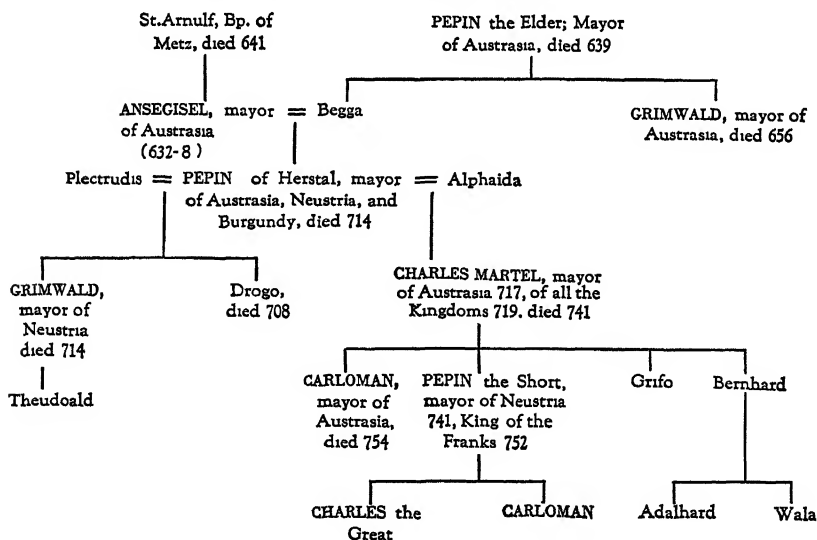 St.Arnulf, Bp. of
Metz, died 641
PEPIN the Elder; Mayor
of Austrasia, died 639
ANSEGISEL, mayor = Begga
of Austrasia
(632-8)
GRIMWALD, mayor of
Austrasia, died 656
Plectrudis = PEPIN of Herstal, mayor = Alphaida
of Austrasia, Neustria, and
Burgundy, died 714
GRIMWALD,
mayor of
Neustria
died 714
Drogo,
died 708
CHARLES MARTEL, mayor
of Austrasia 717, of all the
Kingdoms 719. died 741
Theudoald
CARLOMAN,
mayor of
Austrasia,
died 754
PEPIN the Short,
mayor of Neustria
741, King of the
Franks 752
Grifo
Bernhard
CHARLES the
Great
CARLOMAN
Adalhard
Wala